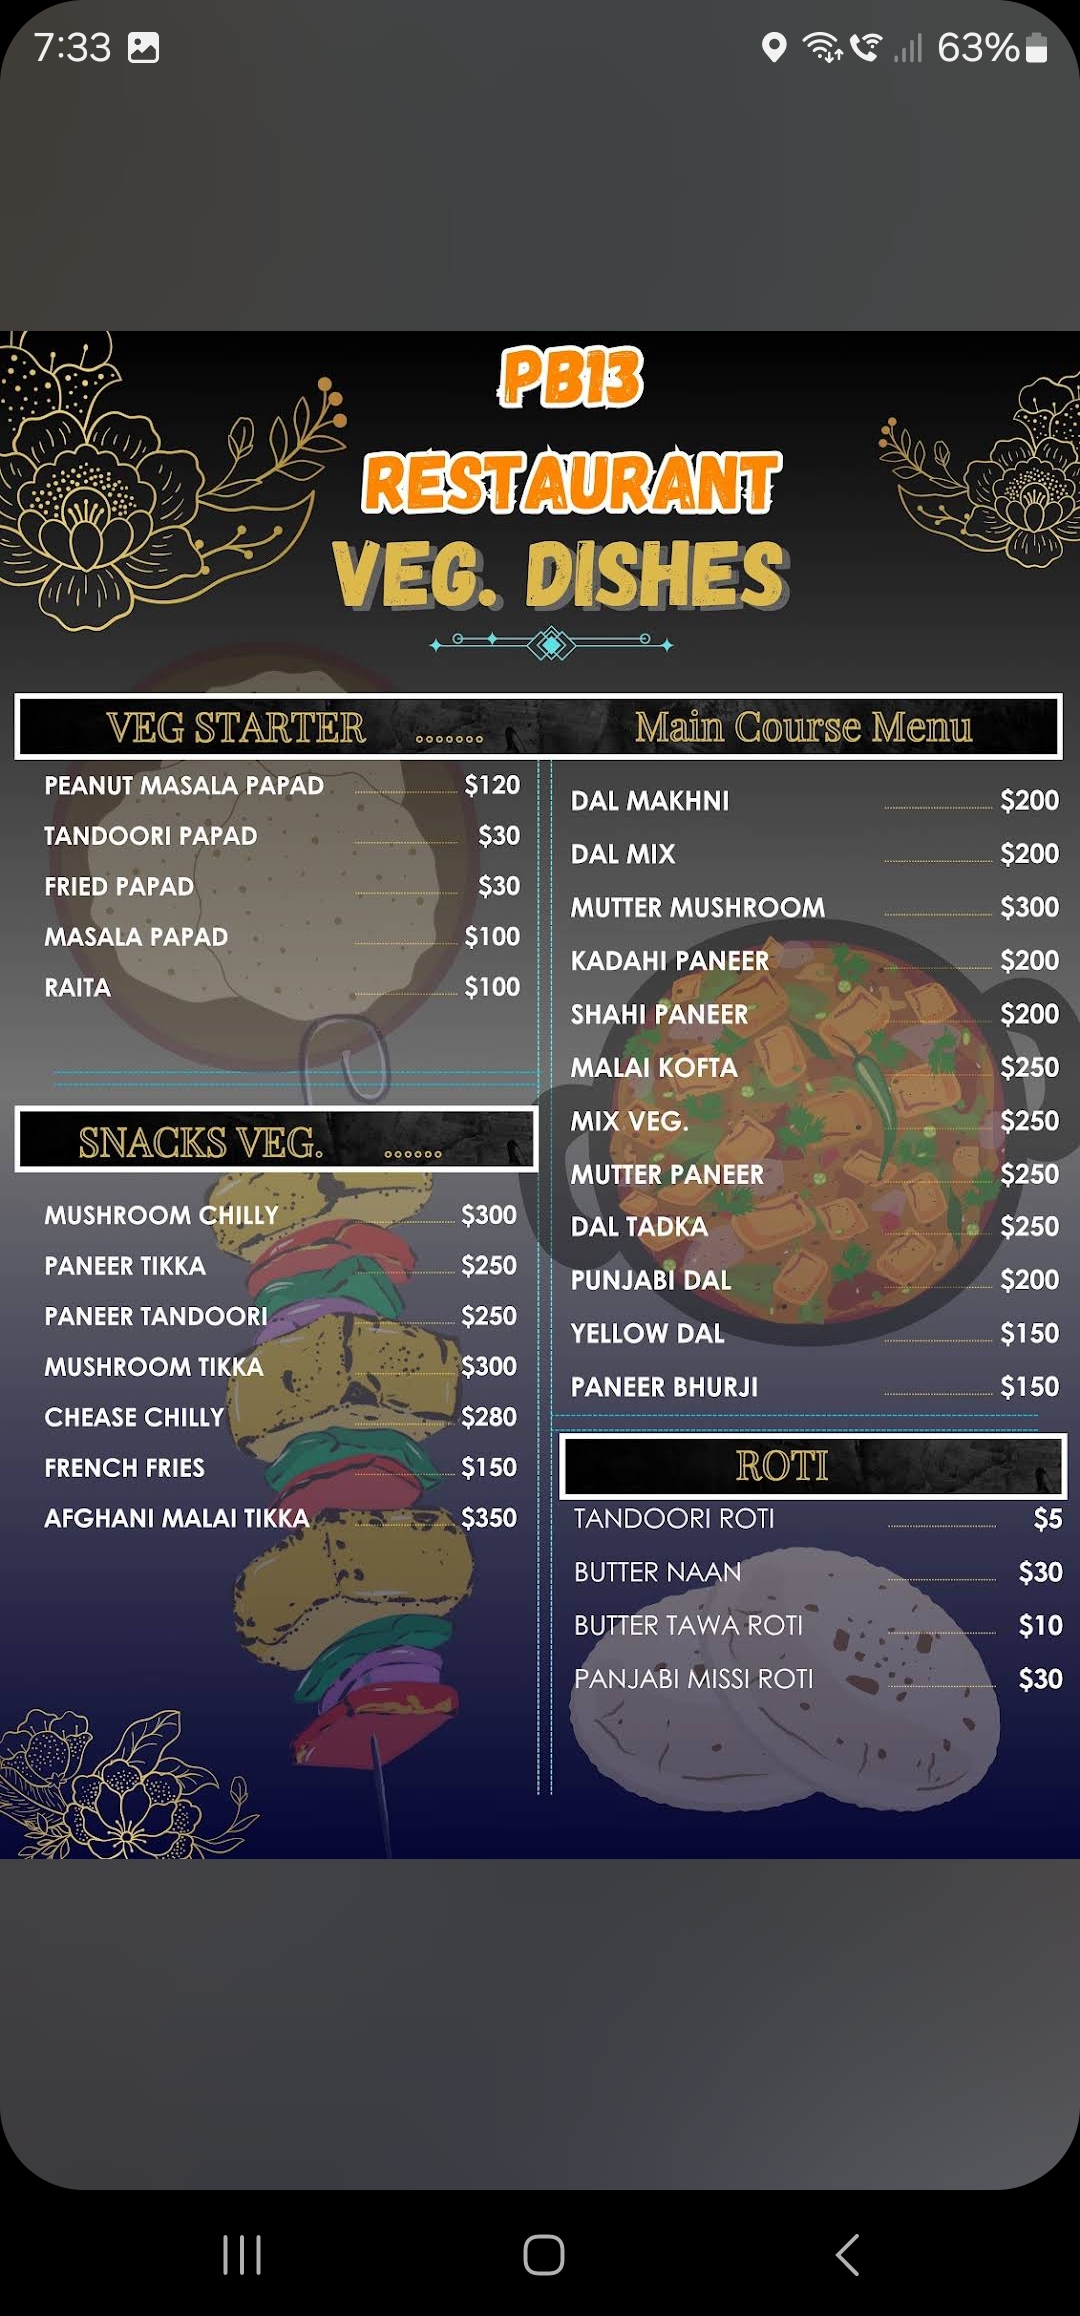 7:33
63%
PB13
RESTAURANT
VEG. DISHES
VEG STARTER .......
PEANUT MASALA PAPAD $120
TANDOORI PAPAD $30
FRIED PAPAD $30
MASALA PAPAD $100
RAITA $100
SNACKS VEG. ......
MUSHROOM CHILLY $300
PANEER TIKKA $250
PANEER TANDOORI $250
MUSHROOM TIKKA $300
CHEASE CHILLY $280
FRENCH FRIES $150
AFGHANI MALAI TIKKA $350
Main Course Menu
DAL MAKHNI $200
DAL MIX $200
MUTTER MUSHROOM $300
KADAHI PANEER $200
SHAHI PANEER $200
MALAI KOFTA $250
MIX VEG. $250
MUTTER PANEER $250
DAL TADKA $250
PUNJABI DAL $200
YELLOW DAL $150
PANEER BHURJI $150
ROTI
TANDOORI ROTI $5
BUTTER NAAN $30
BUTTER TAWA ROTI $10
PANJABI MISSI ROTI $30